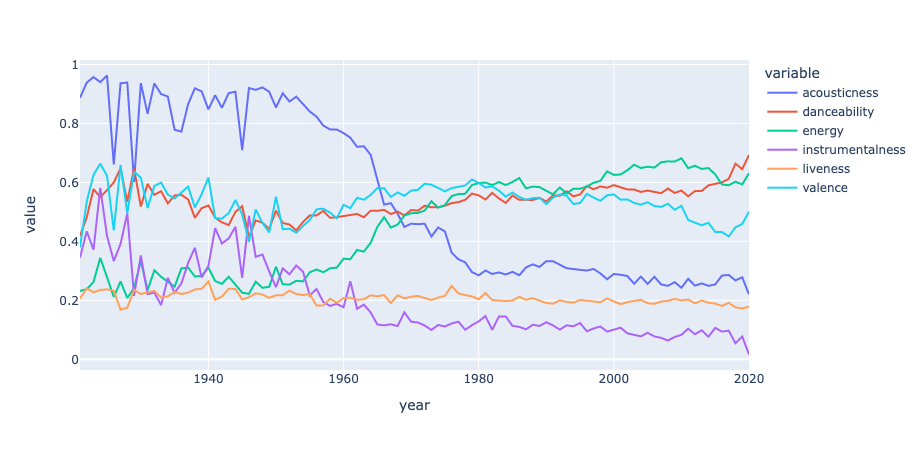 variable
acousticness
danceability
energy
instrumentalness
liveness
valence
value
1
0.8
0.6
0.4
0.2
0
1940 1960 1980 2000 2020
year